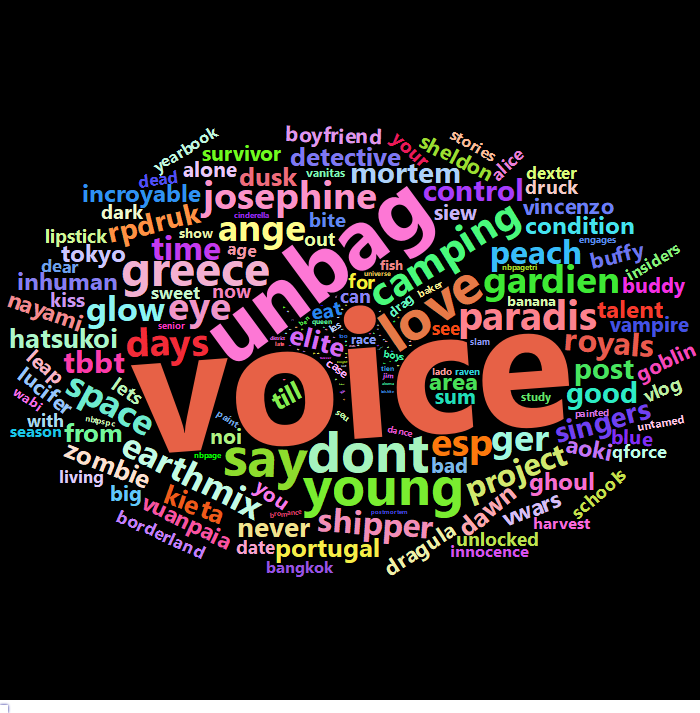 yearbook
boyfriend
your
stories
survivor
detective
sheldon
alice
dead
alone
vanitas
mortem
dexter
incroyable
dusk
josephine
control
druck
dark
cinderella
unbag
camping
siew
vincenzo
rpdruk
show
ange
bite
condition
lipstick
time
out
engages
tokyo
age
peach
buffy
insiders
dear
greece
for
fish
nbpagetri
inhuman
sweet
now
universe
gardien
buddy
kiss
glow
eye
can
drag
baker
banana
nayami
eat
love
paradis
talent
senior
queen
vampire
hatsukoi
days
elite
race
see
royals
leap
tbbt
voice
boys
slam
goblin
lucifer
space
case
tien
lado
raven
post
lets
till
jim
area
good
vlog
wabi
sum
study
nbpspc
paint
painted
untamed
with
singers
season
from
noi
say
dont
dance
esp
ger
blue
zombie
earthmix
nbpage
bad
aoki
qforce
living
you
young
project
ghoul
schools
big
kieta
dawn
vwars
vuanpaia
bromance
postmortem
never
shipper
harvest
borderland
date
portugal
dragula
unlocked
innocence
bangkok